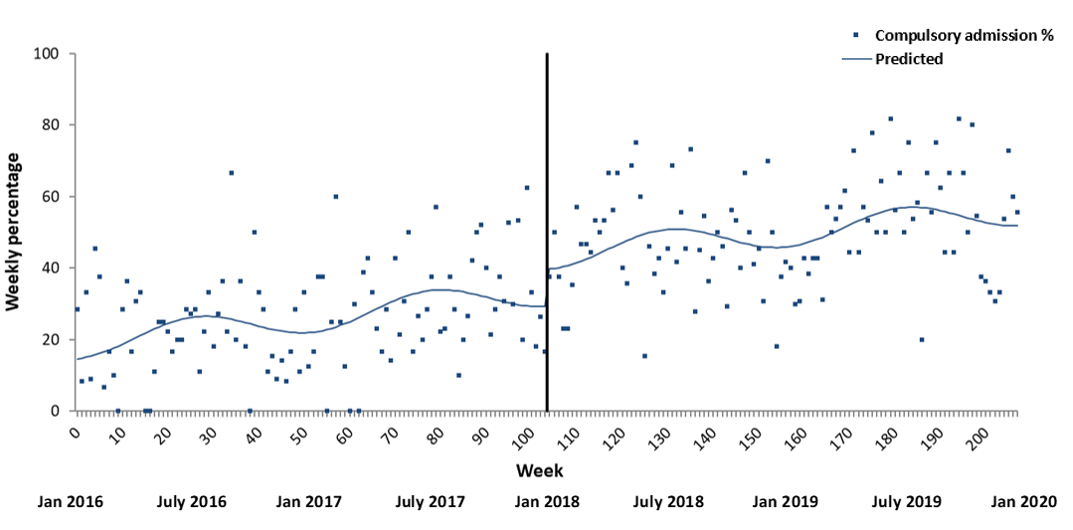 Compulsory admission %
Predicted
Weekly percentage
100
80
60
40
20
0
0 10 20 30 40 50 60 70 80 90 100 110 120 130 140 150 160 170 180 190 200
Week
Jan 2016 July 2016 Jan 2017 July 2017 Jan 2018 July 2018 Jan 2019 July 2019 Jan 2020